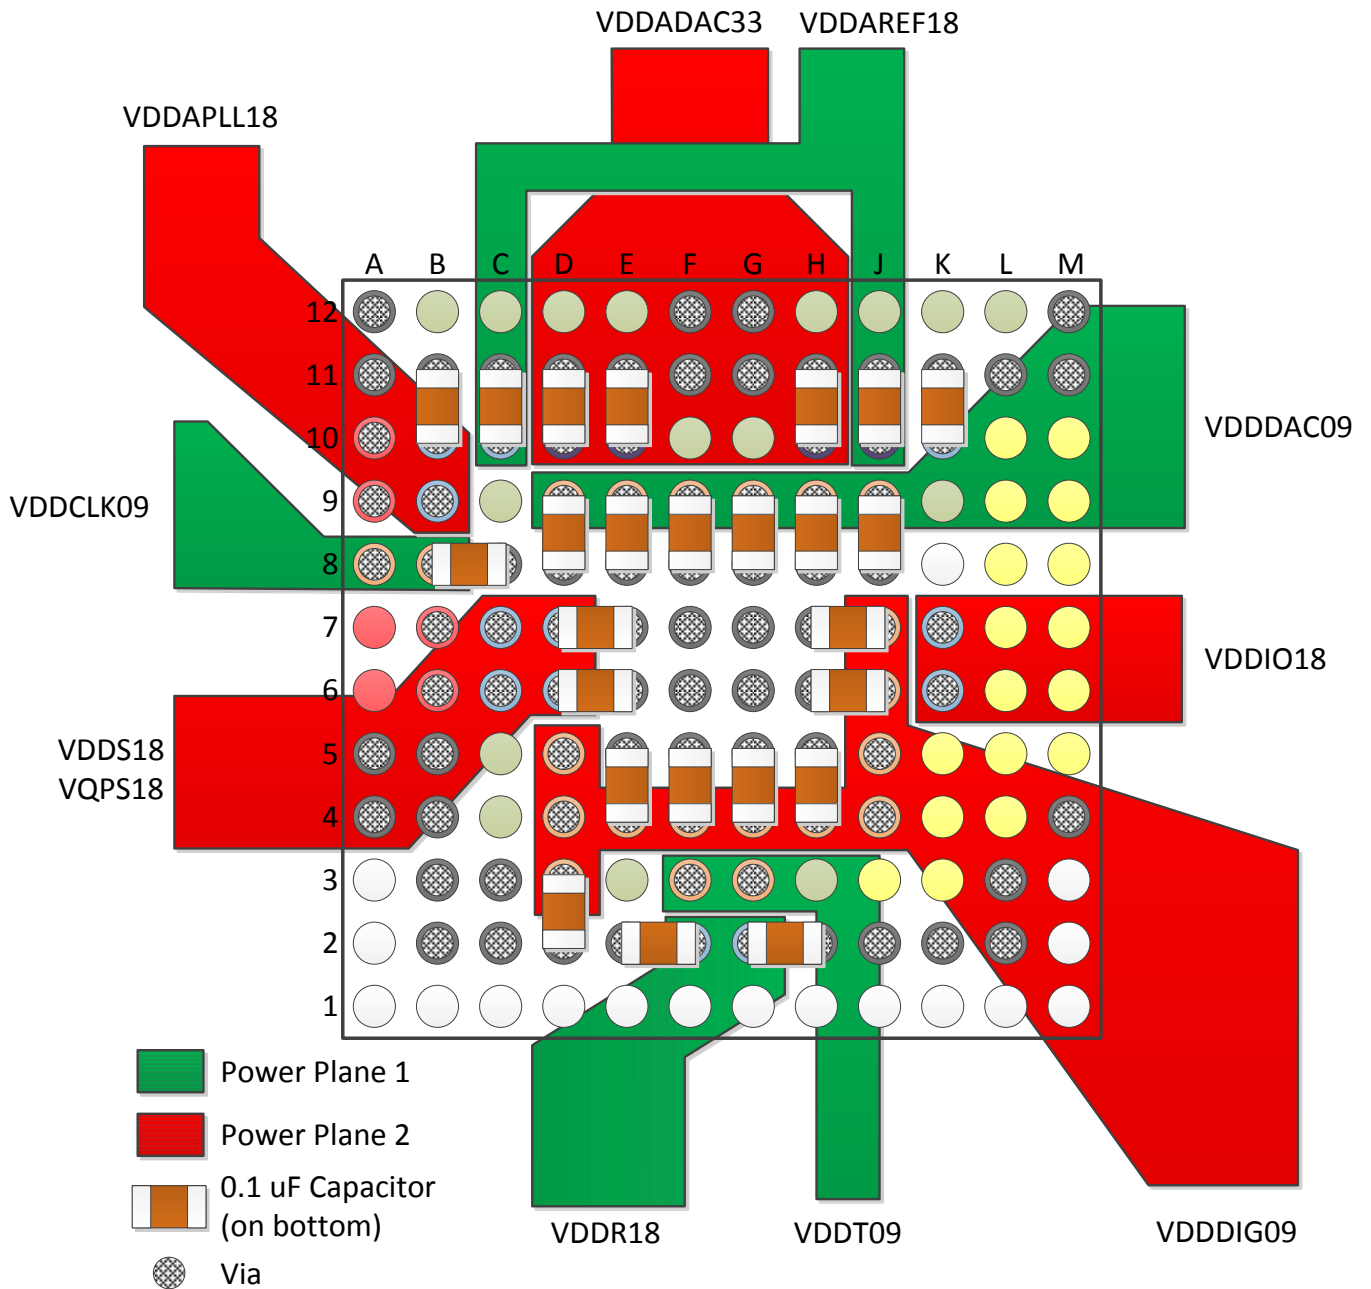 VDDADAC33 VDDAREF18
VDDAPLL18
A B C D E F G H J K L M
12
11
10
VDDDAC09
9
VDDCLK09
8
7
VDDIO18
6
VDDS18
5
VQPS18
4
3
2
1
Power Plane 1
Power Plane 2
0.1 uF Capacitor
(on bottom)
VDDR18 VDDT09 VDDDIG09
Via